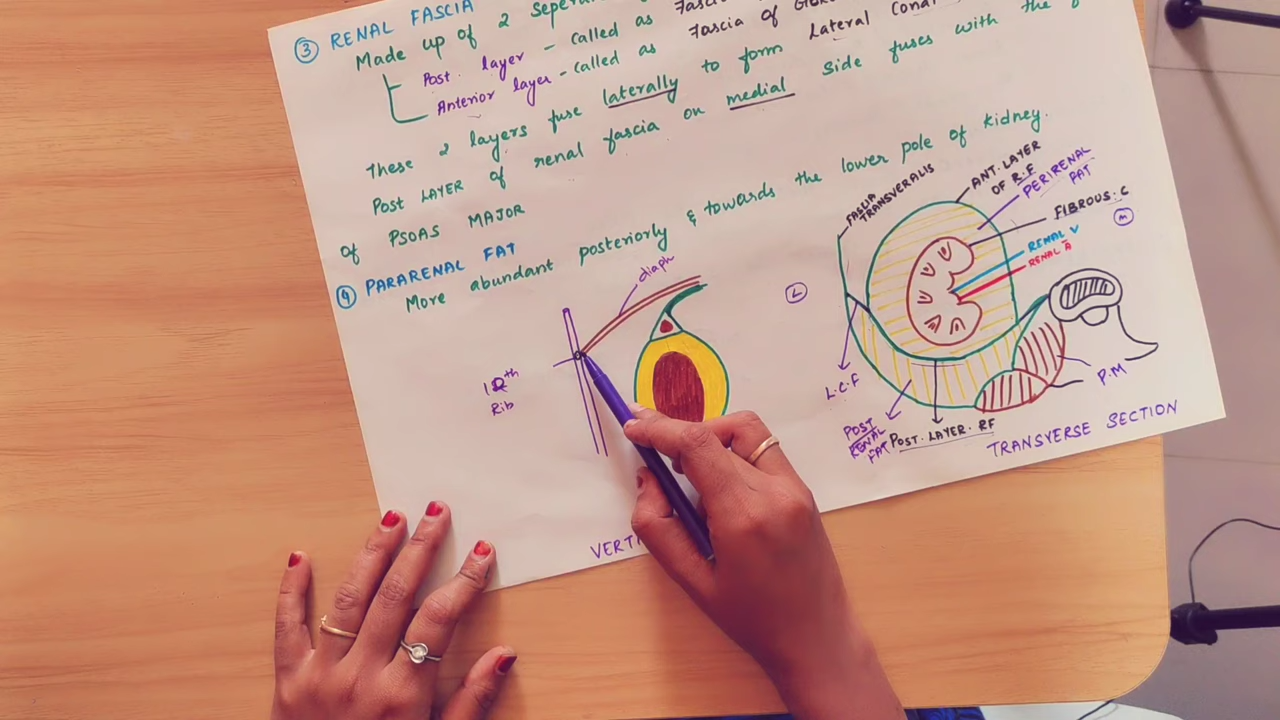 ③ RENAL FASCIA
Made up of 2
Post. layer - called as
Anterior layer - called as Fascia of
These 2 layers fuse laterally to form Lateral
Post LAYER of renal fascia on medial side fuses with the
of PSOAS MAJOR
④ PARARENAL FAT
More abundant posteriorly & towards the lower pole of kidney.
diaph
12th
Rib
FASCIA
TRANSVERALIS
ANT. LAYER
OF R.F
PERIRENAL
FAT
FIBROUS. C
M
RENAL V
RENAL A
L
L.C.F
P.M
POST
RENAL
FAT
POST. LAYER. RF
TRANSVERSE SECTION